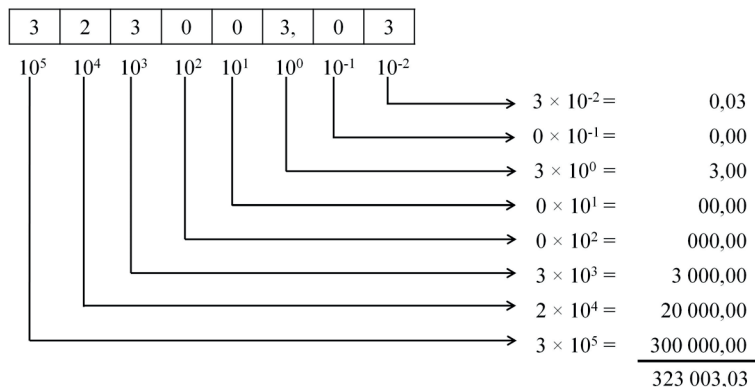 3 2 3 0 0 3, 0 3
10⁵ 10⁴ 10³ 10² 10¹ 10⁰ 10⁻¹ 10⁻²
3 × 10⁻² = 0,03
0 × 10⁻¹ = 0,00
3 × 10⁰ = 3,00
0 × 10¹ = 00,00
0 × 10² = 000,00
3 × 10³ = 3 000,00
2 × 10⁴ = 20 000,00
3 × 10⁵ = 300 000,00
323 003,03